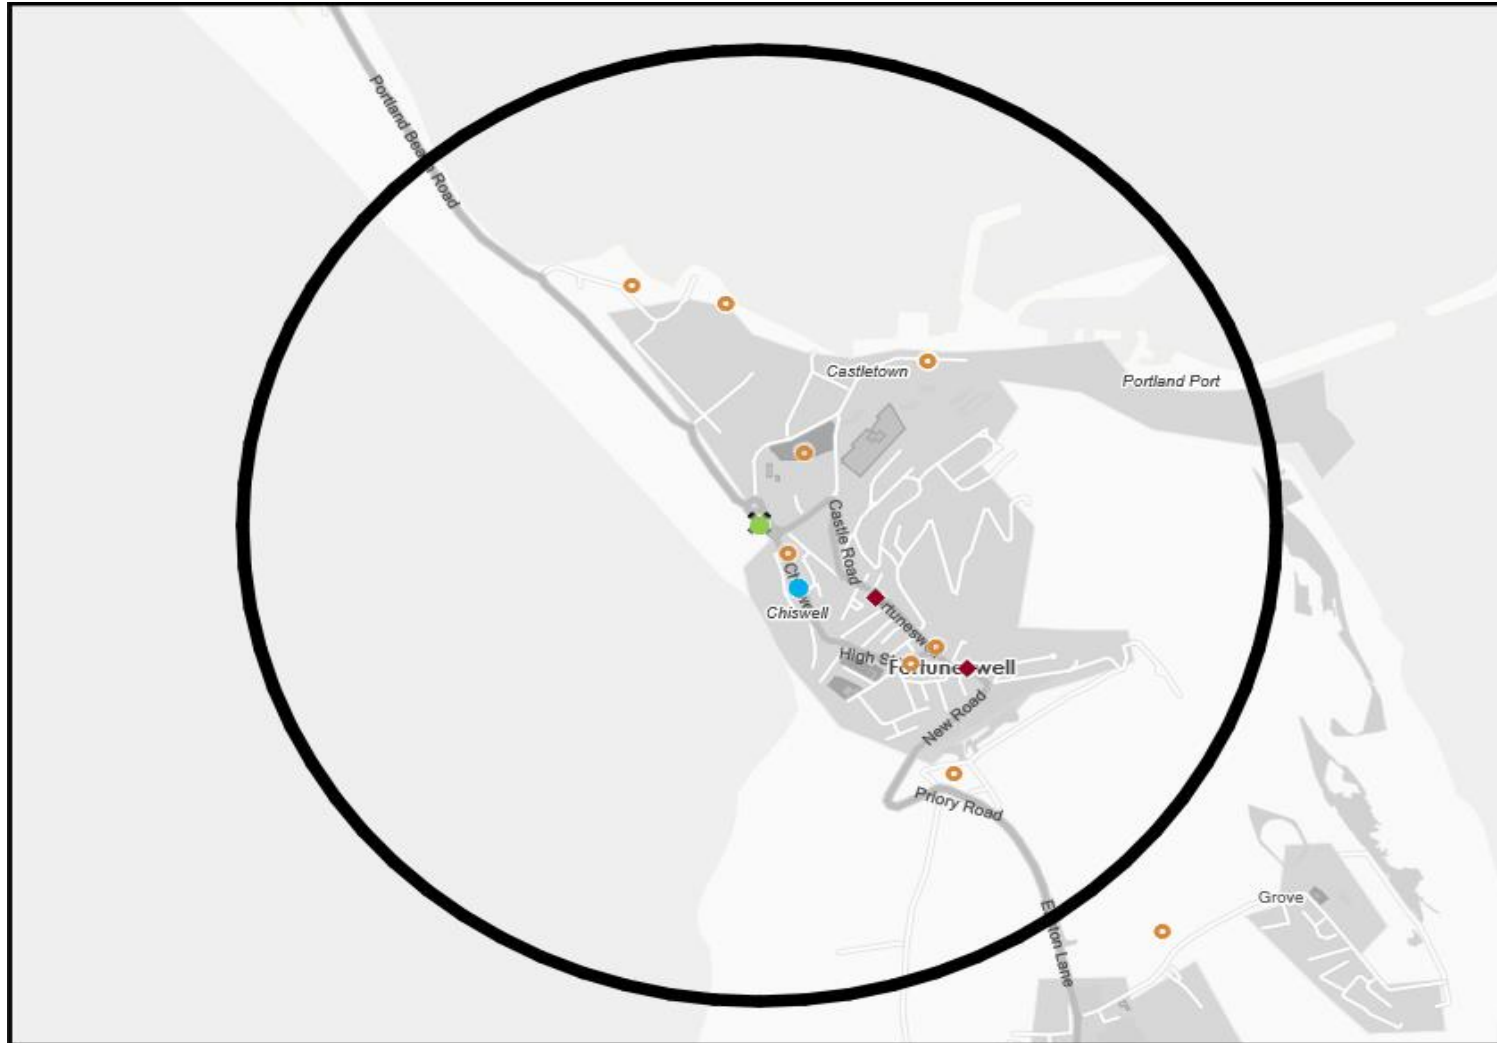 Portland Beach Road
Castletown
Portland Port
Castle Road
Chiswell
Fortuneswell
High St
Fortuneswell
New Road
Priory Road
Grove
Easton Lane